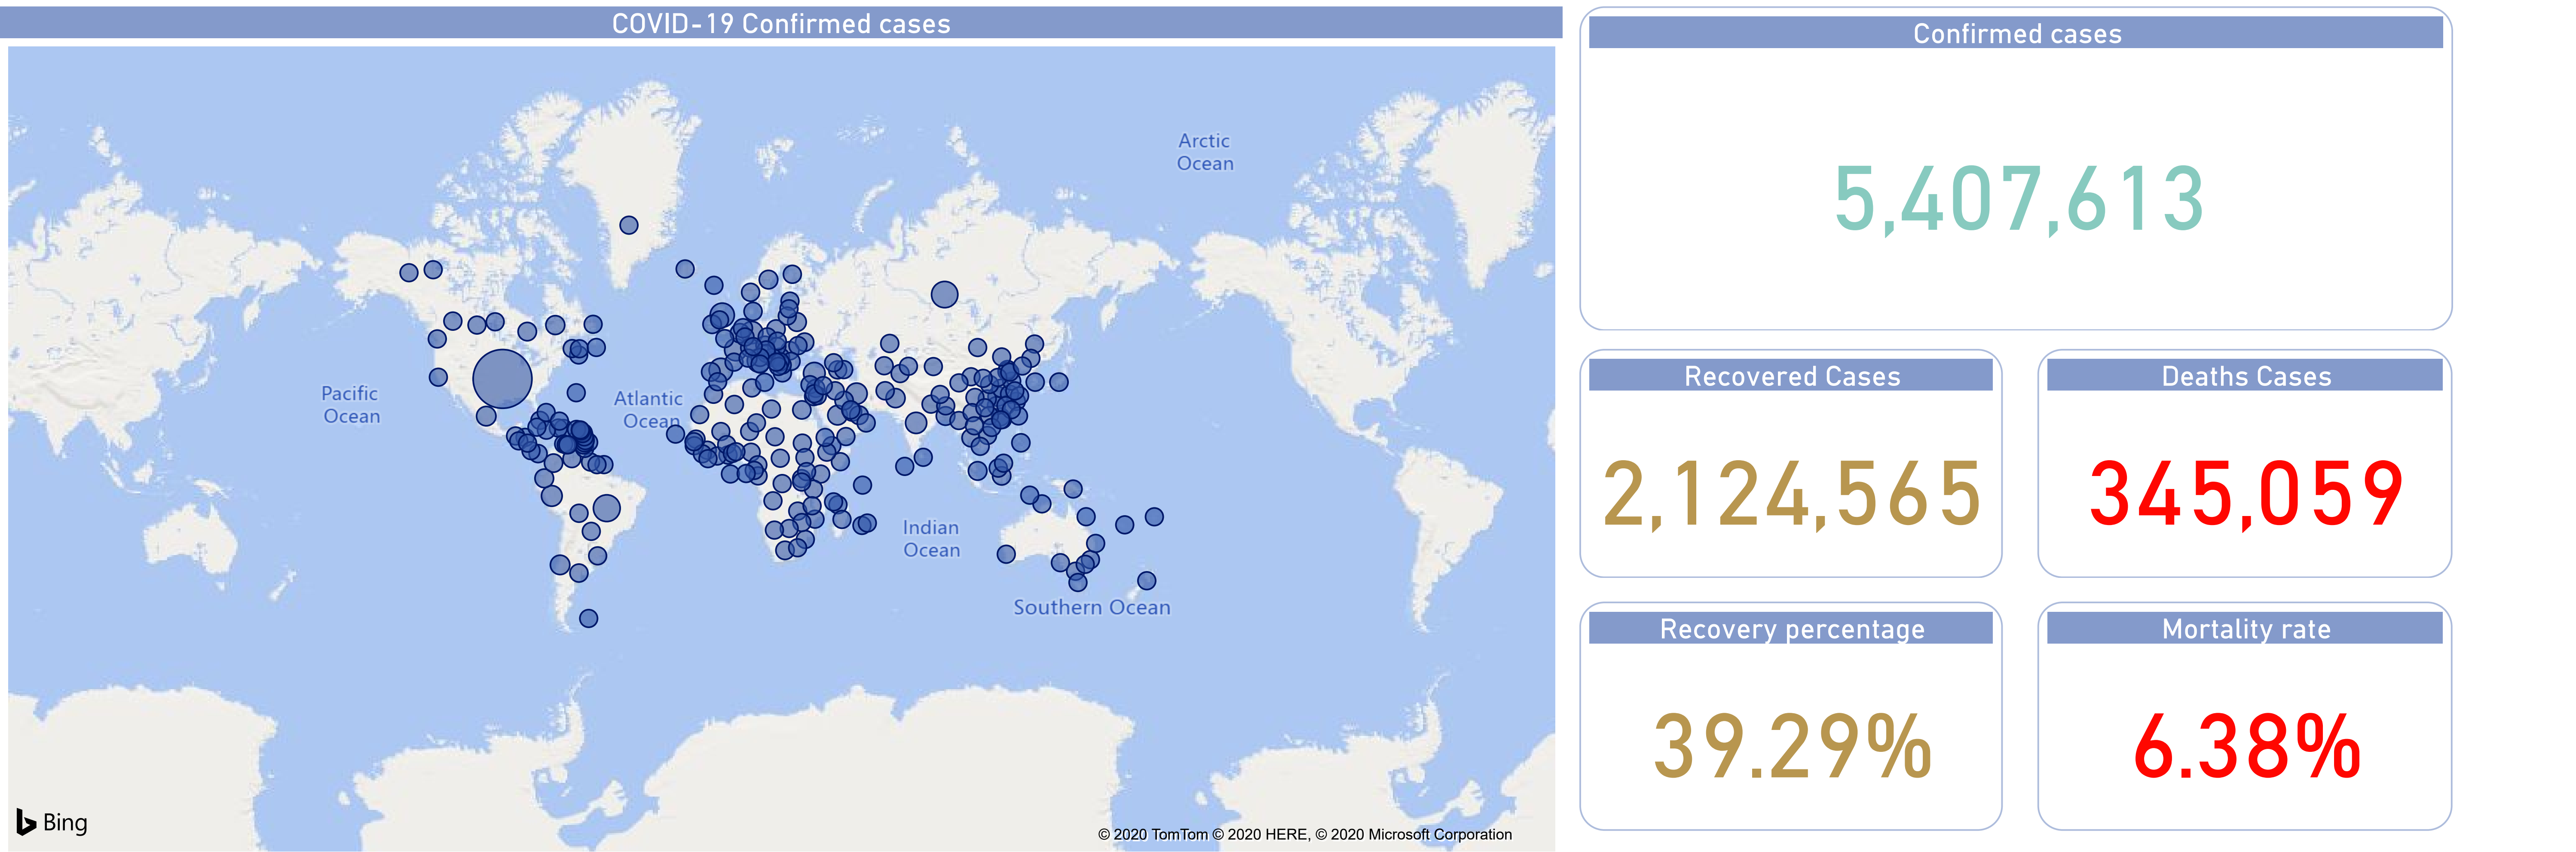 COVID-19 Confirmed cases
Arctic
Ocean
Pacific
Ocean
Atlantic
Ocean
Indian
Ocean
Southern Ocean
Bing
© 2020 TomTom © 2020 HERE, © 2020 Microsoft Corporation
Confirmed cases
5,407,613
Recovered Cases
2,124,565
Deaths Cases
345,059
Recovery percentage
39.29%
Mortality rate
6.38%